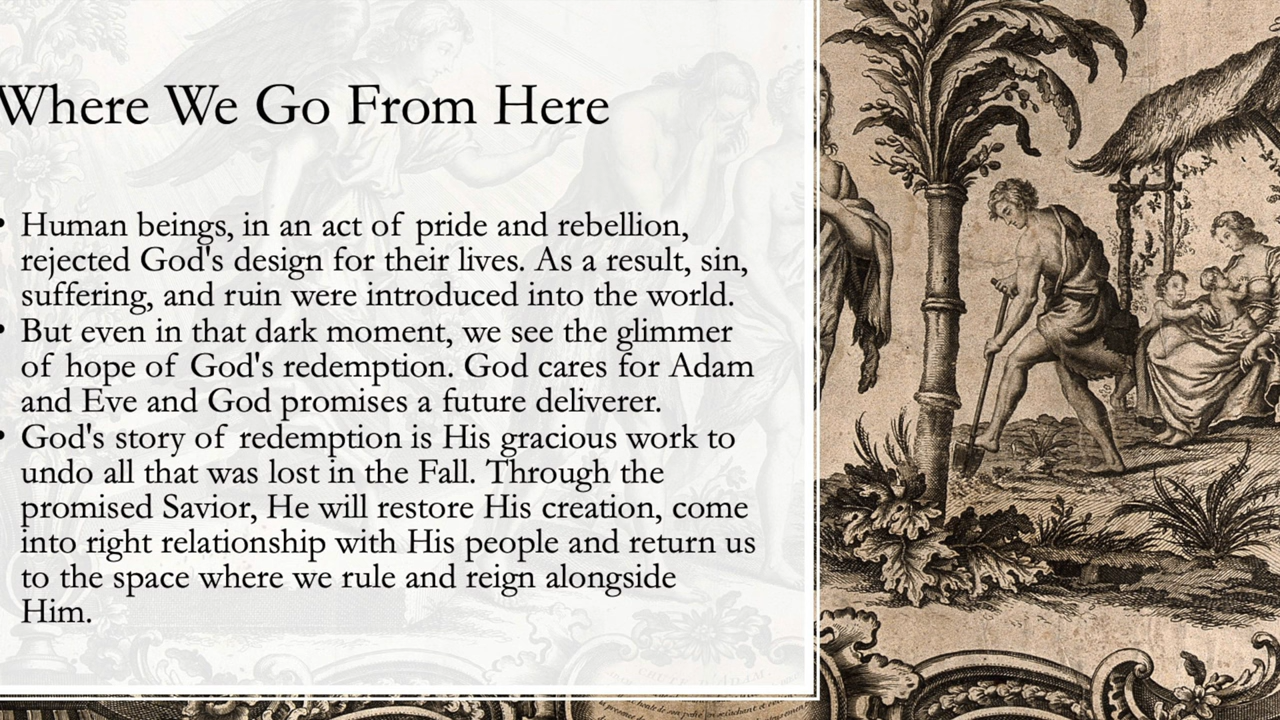 Where We Go From Here
• Human beings, in an act of pride and rebellion,
rejected God's design for their lives. As a result, sin,
suffering, and ruin were introduced into the world.
• But even in that dark moment, we see the glimmer
of hope of God's redemption. God cares for Adam
and Eve and God promises a future deliverer.
• God's story of redemption is His gracious work to
undo all that was lost in the Fall. Through the
promised Savior, He will restore His creation, come
into right relationship with His people and return us
to the space where we rule and reign alongside
Him.